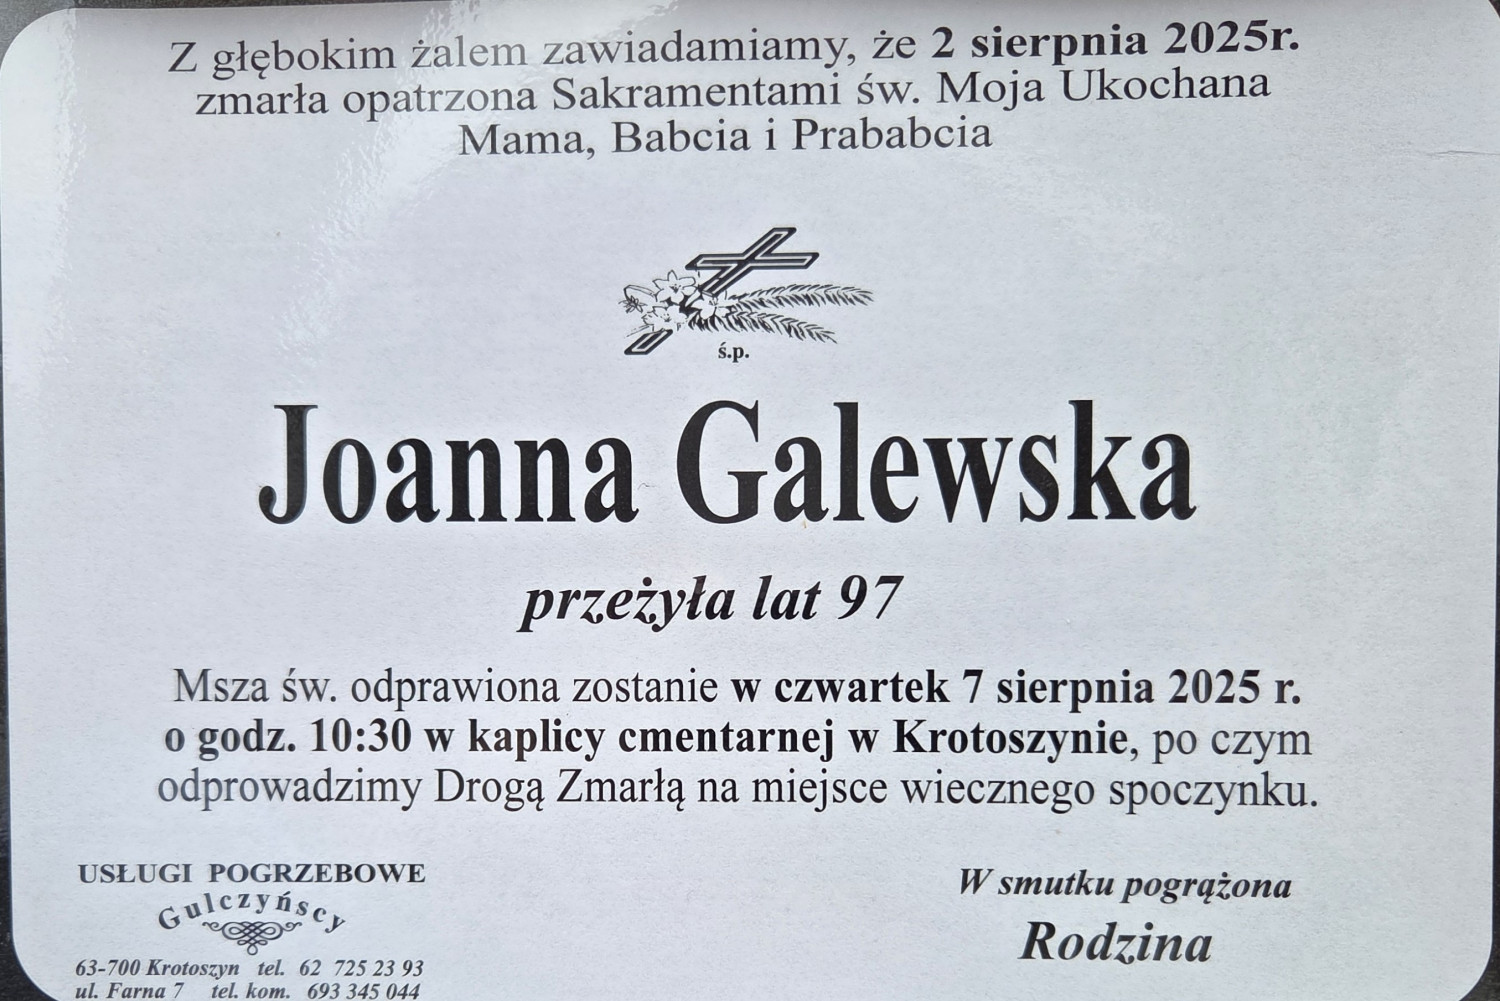 Z głębokim żalem zawiadamiamy, że 2 sierpnia 2025r.
zmarła opatrzona Sakramentami św. Moja Ukochana
Mama, Babcia i Prababcia
ś.p.
Joanna Galewska
przeżyła lat 97
Msza św. odprawiona zostanie w czwartek 7 sierpnia 2025 r.
o godz. 10:30 w kaplicy cmentarnej w Krotoszynie, po czym
odprowadzimy Drogą Zmarłą na miejsce wiecznego spoczynku.
USŁUGI POGRZEBOWE
Gulczyńscy
63-700 Krotoszyn tel. 62 725 23 93
ul. Farna 7 tel. kom. 693 345 044
W smutku pogrążona
Rodzina